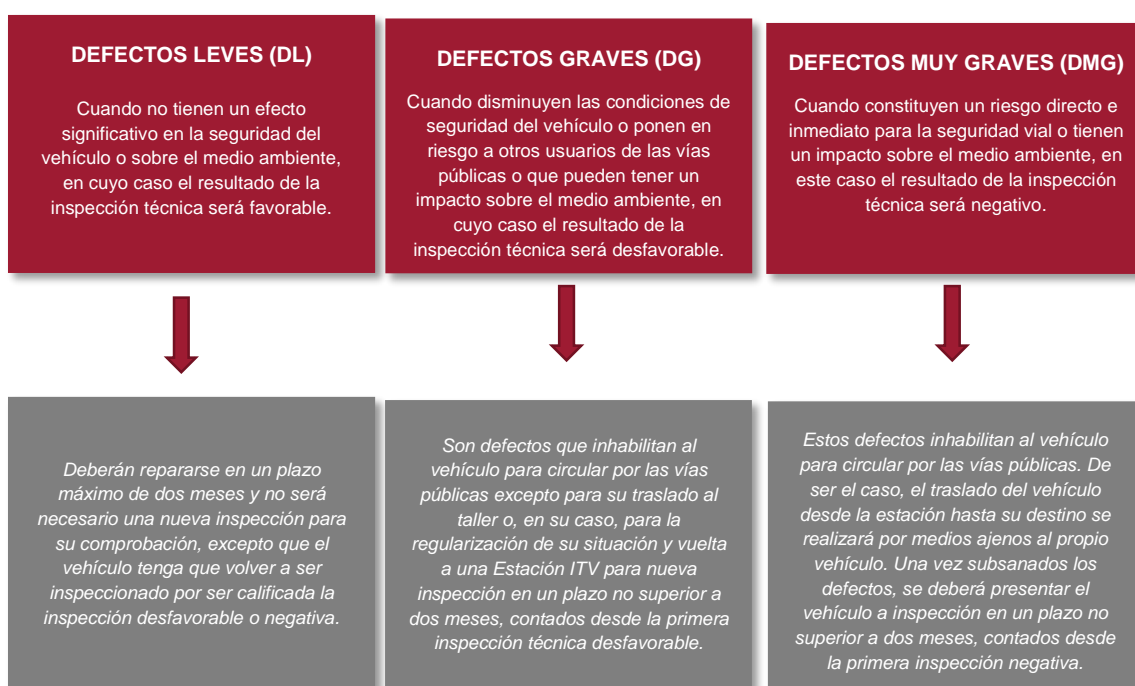 DEFECTOS LEVES (DL)
Cuando no tienen un efecto
significativo en la seguridad del
vehículo o sobre el medio ambiente,
en cuyo caso el resultado de la
inspección técnica será favorable.
DEFECTOS GRAVES (DG)
Cuando disminuyen las condiciones de
seguridad del vehículo o ponen en
riesgo a otros usuarios de las vías
públicas o que pueden tener un
impacto sobre el medio ambiente, en
cuyo caso el resultado de la
inspección técnica será desfavorable.
DEFECTOS MUY GRAVES (DMG)
Cuando constituyen un riesgo directo e
inmediato para la seguridad vial o tienen
un impacto sobre el medio ambiente, en
este caso el resultado de la inspección
técnica será negativo.
Deberán repararse en un plazo
máximo de dos meses y no será
necesario una nueva inspección para
su comprobación, excepto que el
vehículo tenga que volver a ser
inspeccionado por ser calificada la
inspección desfavorable o negativa.
Son defectos que inhabilitan al
vehículo para circular por las vías
públicas excepto para su traslado al
taller o, en su caso, para la
regularización de su situación y vuelta
a una Estación ITV para nueva
inspección en un plazo no superior a
dos meses, contados desde la primera
inspección técnica desfavorable.
Estos defectos inhabilitan al vehículo
para circular por las vías públicas. De
ser el caso, el traslado del vehículo
desde la estación hasta su destino se
realizará por medios ajenos al propio
vehículo. Una vez subsanados los
defectos, se deberá presentar el
vehículo a inspección en un plazo no
superior a dos meses, contados desde
la primera inspección negativa.